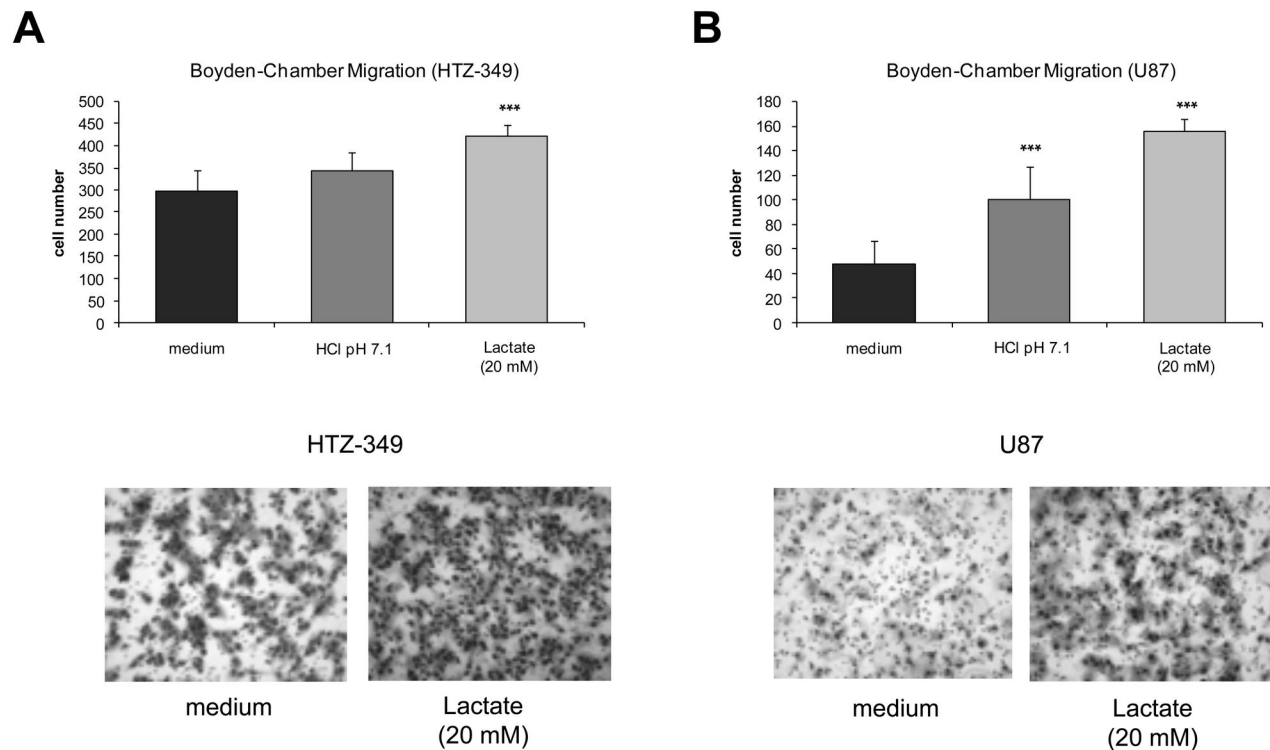 A
Boyden-Chamber Migration (HTZ-349)
cell number
500
450
400
350
300
250
200
150
100
50
0
***
medium
HCl pH 7.1
Lactate
(20 mM)
HTZ-349
medium
Lactate
(20 mM)
B
Boyden-Chamber Migration (U87)
cell number
180
160
140
120
100
80
60
40
20
0
***
***
medium
HCl pH 7.1
Lactate
(20 mM)
U87
medium
Lactate
(20 mM)